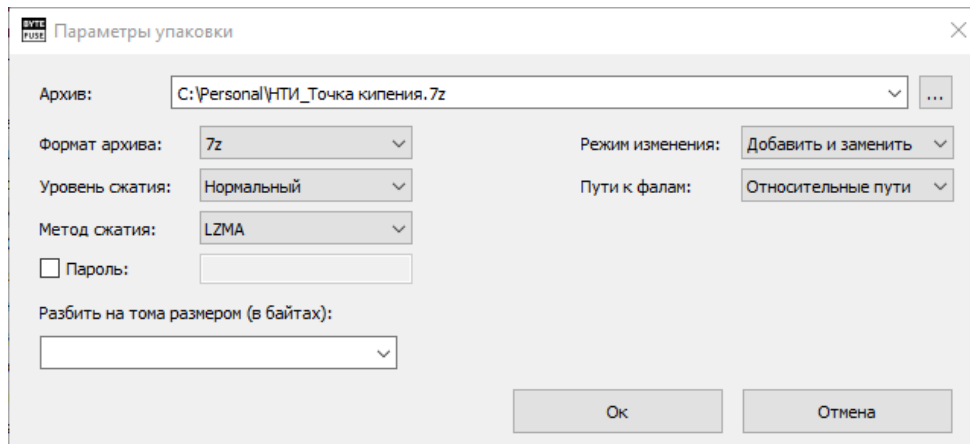 BYTE
FUSE
Параметры упаковки
Архив: C:\Personal\НТИ_Точка кипения.7z ...
Формат архива: 7z Режим изменения: Добавить и заменить
Уровень сжатия: Нормальный Пути к фалам: Относительные пути
Метод сжатия: LZMA
Пароль:
Разбить на тома размером (в байтах):
Ок Отмена